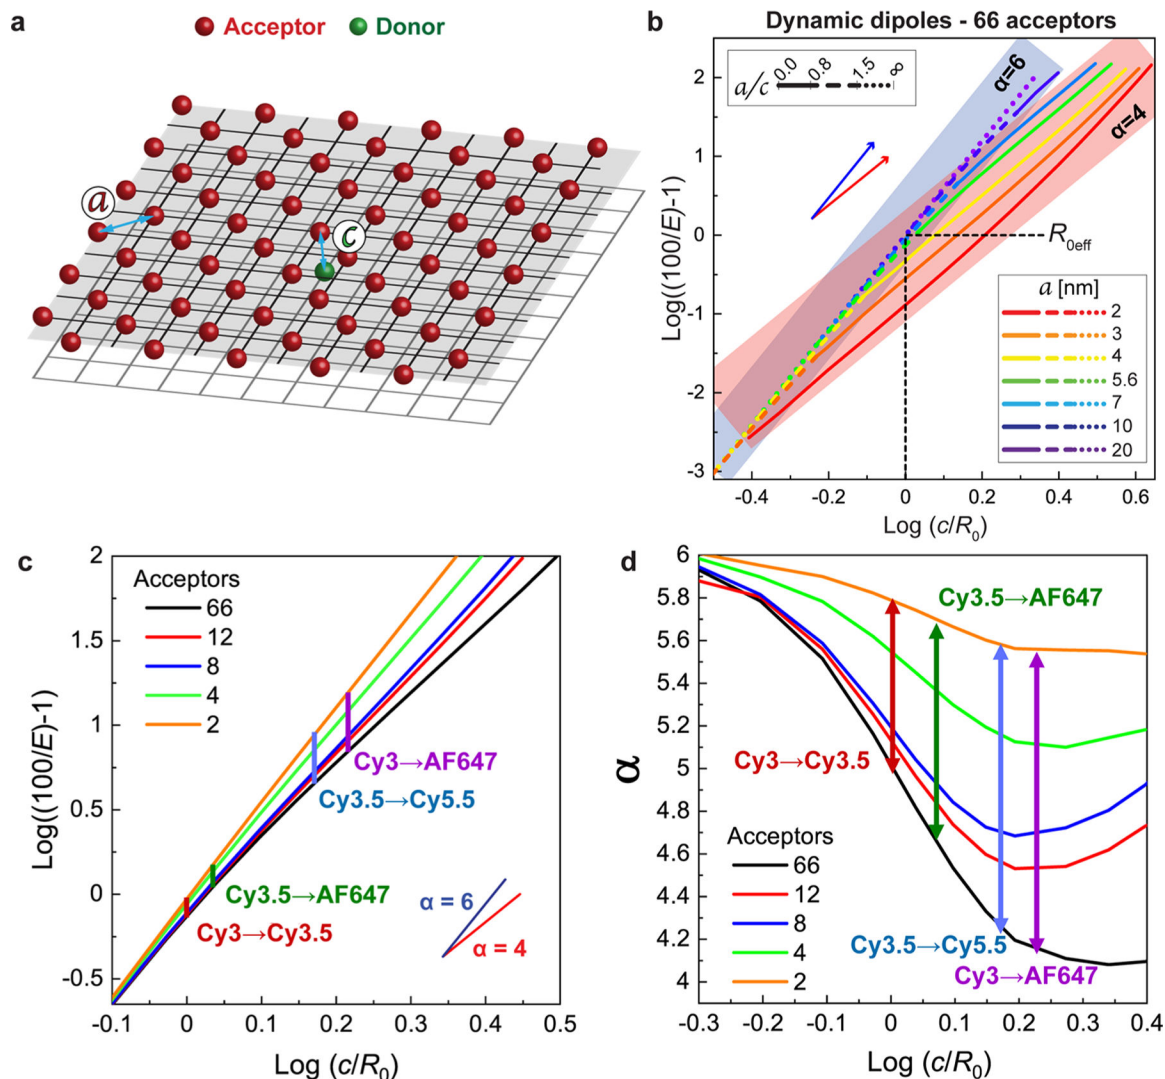 a
Acceptor Donor
a
c
b
Dynamic dipoles - 66 acceptors
a/c
0.0 0.8 1.5 ∞
α=6
α=4
R0eff
a [nm]
2
3
4
5.6
7
10
20
Log((100/E)-1)
2
1
0
-1
-2
-3
-0.4 -0.2 0 0.2 0.4 0.6
Log (c/R0)
c
Acceptors
66
12
8
4
2
Cy3→AF647
Cy3.5→Cy5.5
Cy3.5→AF647
Cy3→Cy3.5
α = 6
α = 4
Log((100/E)-1)
2
1.5
1
0.5
0
-0.5
-0.1 0 0.1 0.2 0.3 0.4 0.5
Log (c/R0)
d
Cy3.5→AF647
Cy3→Cy3.5
Acceptors
66
12
8
4
2
Cy3.5→Cy5.5
Cy3→AF647
α
6
5.8
5.6
5.4
5.2
5
4.8
4.6
4.4
4.2
4
-0.3 -0.2 -0.1 0 0.1 0.2 0.3 0.4
Log (c/R0)